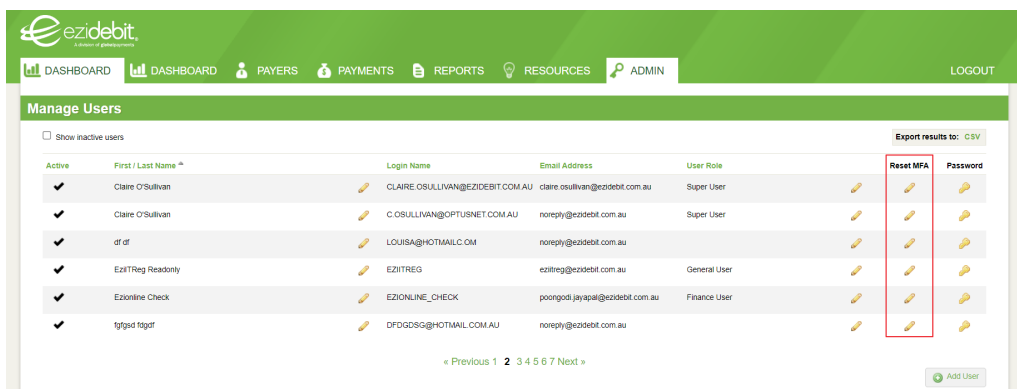 ezidebit.
A division of globalpayments
DASHBOARD DASHBOARD PAYERS PAYMENTS REPORTS RESOURCES ADMIN LOGOUT
Manage Users
Show inactive users Export results to: CSV
Active First / Last Name Login Name Email Address User Role Reset MFA Password
Claire O'Sullivan CLAIRE.OSULLIVAN@EZIDEBIT.COM.AU claire.osullivan@ezidebit.com.au Super User
Claire O'Sullivan C.OSULLIVAN@OPTUSNET.COM.AU noreply@ezidebit.com.au Super User
df df LOUISA@HOTMAILC.OM noreply@ezidebit.com.au
EziITReg Readonly EZIITREG eziitreg@ezidebit.com.au General User
Ezionline Check EZIONLINE_CHECK poongodi.jayapal@ezidebit.com.au Finance User
fgfgsd fdgdf DFDGDSG@HOTMAIL.COM.AU noreply@ezidebit.com.au
« Previous 1 2 3 4 5 6 7 Next »
Add User